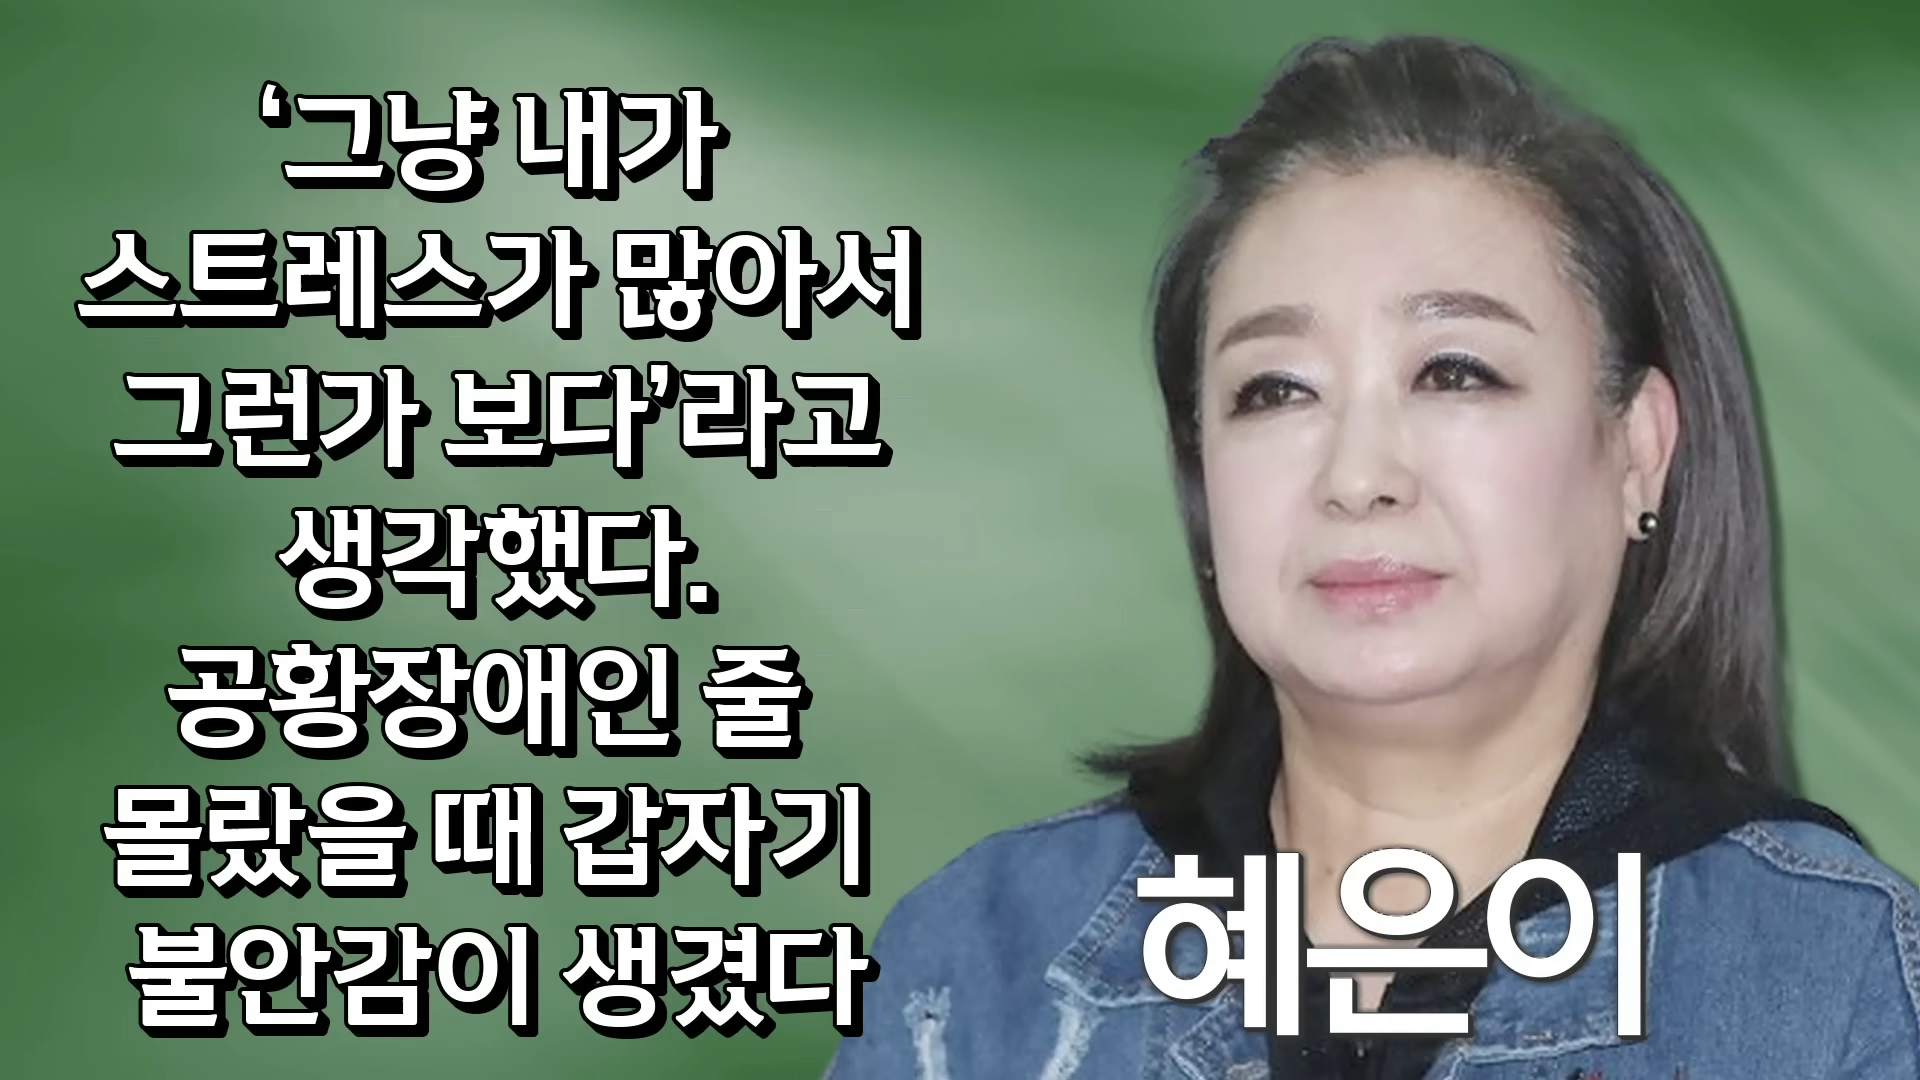 ‘그냥 내가
스트레스가 많아서
그런가 보다’라고
생각했다.
공황장애인 줄
몰랐을 때 갑자기
불안감이 생겼다
혜은이